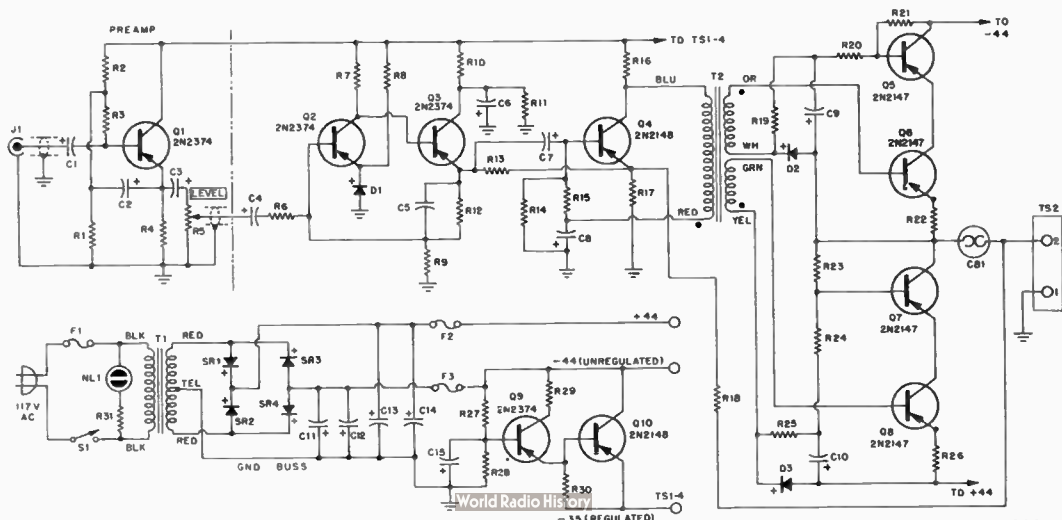 PREAMP
R2
R3
J1
C1
Q1
2N2374
C2
C3
LEVEL
R1
R4
R5
C4
R6
TO TS1-4
R7
R8
R10
Q2
2N2374
Q3
2N2374
D1
C6
R11
R13
C7
C5
R12
R9
R14
R15
C8
R16
Q4
2N2148
R17
BLU
RED
T2
OR
WH
GRN
YEL
R19
R20
R21
C9
D2
Q5
2N2147
TO
-44
Q6
2N2147
R22
R23
R24
Q7
2N2147
CB1
TS2
2
1
R18
R25
C10
D3
Q8
2N2147
R26
TO +44
F1
117V
AC
NL1
R31
S1
BLK
BLK
T1
RED
YEL
RED
SR1
SR2
SR3
SR4
GND BUSS
C11
C12
C13
C14
F2
F3
+44
-44 (UNREGULATED)
R27
R28
C15
Q9
2N2374
R29
R30
Q10
2N2148
TS1-4
-35 (REGULATED)
World Radio History